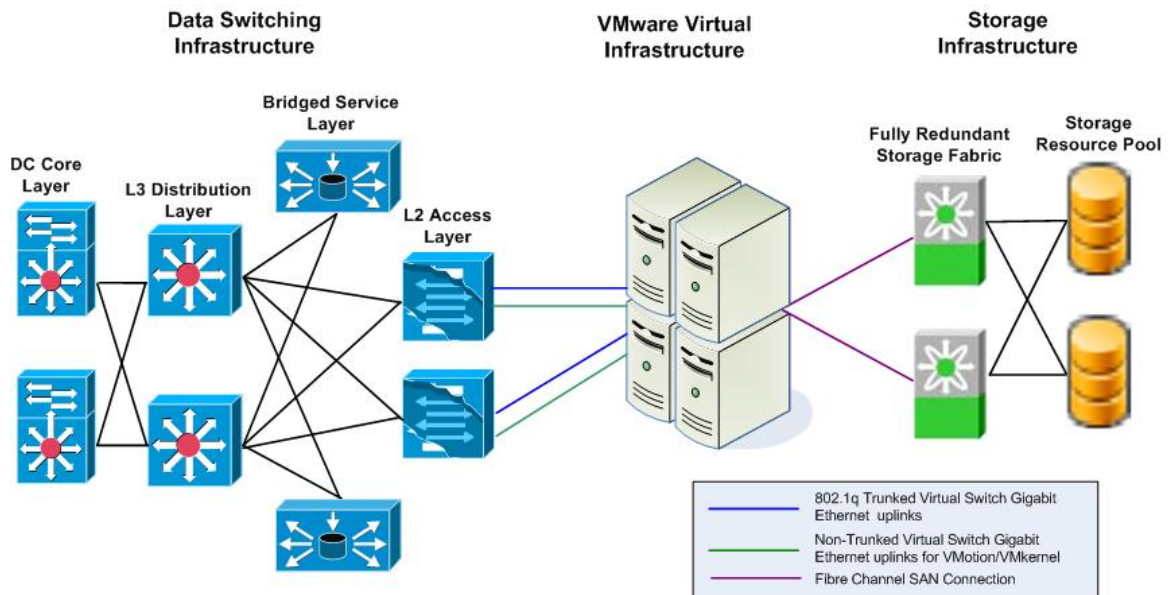 Data Switching
Infrastructure
VMware Virtual
Infrastructure
Storage
Infrastructure
Bridged Service
Layer
DC Core
Layer
L3 Distribution
Layer
L2 Access
Layer
Fully Redundant
Storage Fabric
Storage
Resource Pool
802.1q Trunked Virtual Switch Gigabit
Ethernet uplinks
Non-Trunked Virtual Switch Gigabit
Ethernet uplinks for VMotion/VMkernel
Fibre Channel SAN Connection